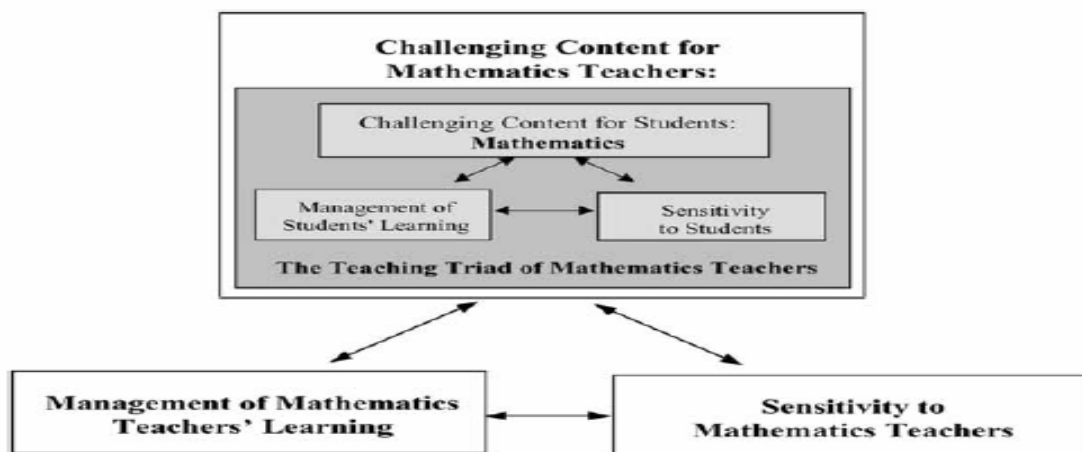 Challenging Content for
Mathematics Teachers:
Challenging Content for Students:
Mathematics
Management of
Students' Learning
Sensitivity
to Students
The Teaching Triad of Mathematics Teachers
Management of Mathematics
Teachers' Learning
Sensitivity to
Mathematics Teachers